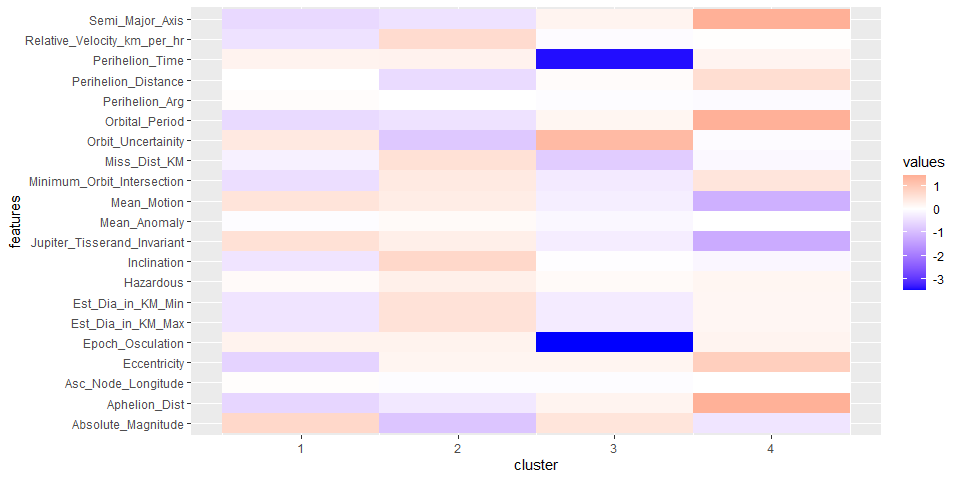 features
Semi_Major_Axis
Relative_Velocity_km_per_hr
Perihelion_Time
Perihelion_Distance
Perihelion_Arg
Orbital_Period
Orbit_Uncertainity
Miss_Dist_KM
Minimum_Orbit_Intersection
Mean_Motion
Mean_Anomaly
Jupiter_Tisserand_Invariant
Inclination
Hazardous
Est_Dia_in_KM_Min
Est_Dia_in_KM_Max
Epoch_Osculation
Eccentricity
Asc_Node_Longitude
Aphelion_Dist
Absolute_Magnitude
1 2 3 4
cluster
values
1
0
-1
-2
-3